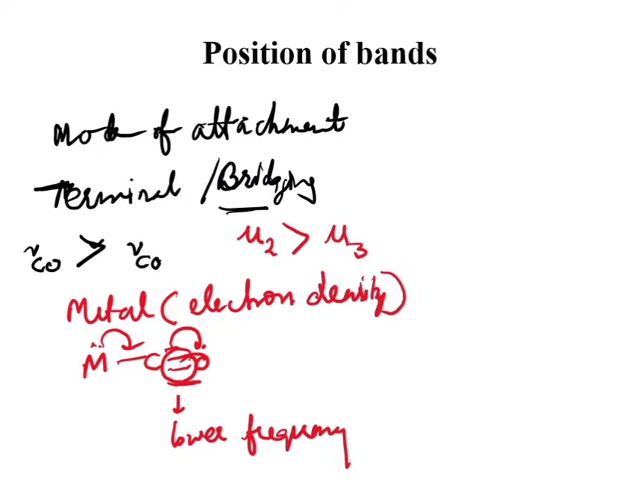 Position of bands
Mode of attachment
Terminal / Bridging
νco > νco
μ2 > μ3
Metal (electron density)
M — C ≡ O
lower frequency